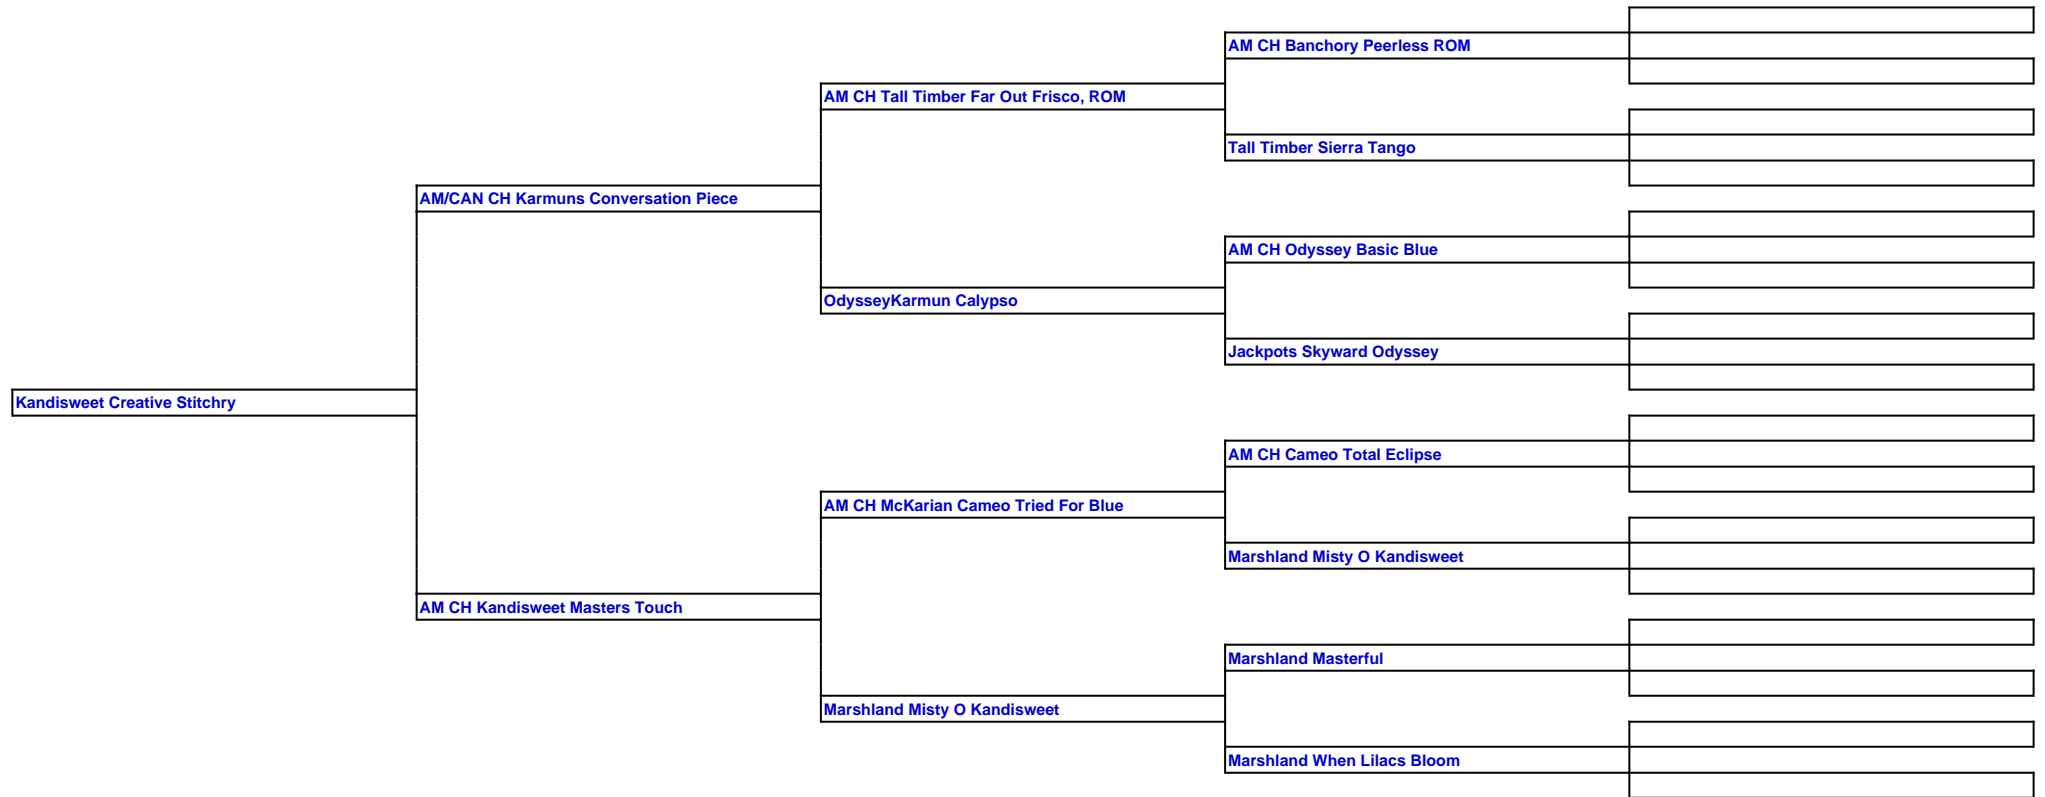 AM CH Banchory Peerless ROM
AM CH Tall Timber Far Out Frisco, ROM
Tall Timber Sierra Tango
AM/CAN CH Karmuns Conversation Piece
AM CH Odyssey Basic Blue
OdysseyKarmun Calypso
Jackpots Skyward Odyssey
Kandisweet Creative Stitchry
AM CH Cameo Total Eclipse
AM CH McKarian Cameo Tried For Blue
Marshland Misty O Kandisweet
AM CH Kandisweet Masters Touch
Marshland Masterful
Marshland Misty O Kandisweet
Marshland When Lilacs Bloom